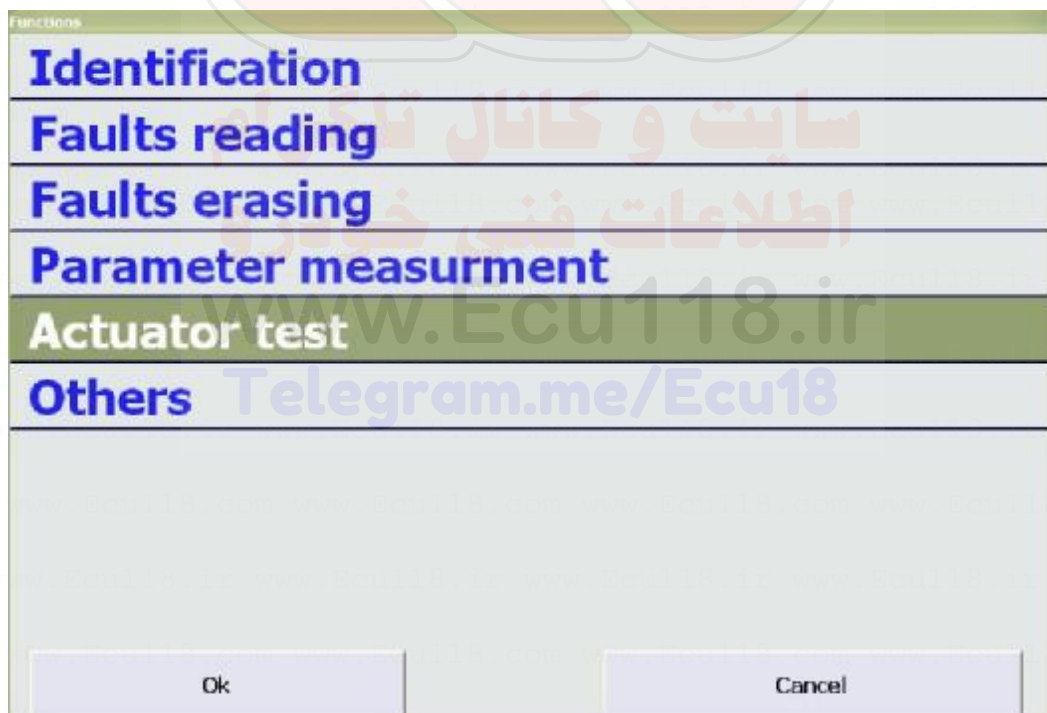 Functions
Identification
Faults reading
Faults erasing
Parameter measurment
Actuator test
Others
Ok
Cancel
سایت و کانال تلگرام
اطلاعات فنی خودرو
www.Ecu118.ir
Telegram.me/Ecu18